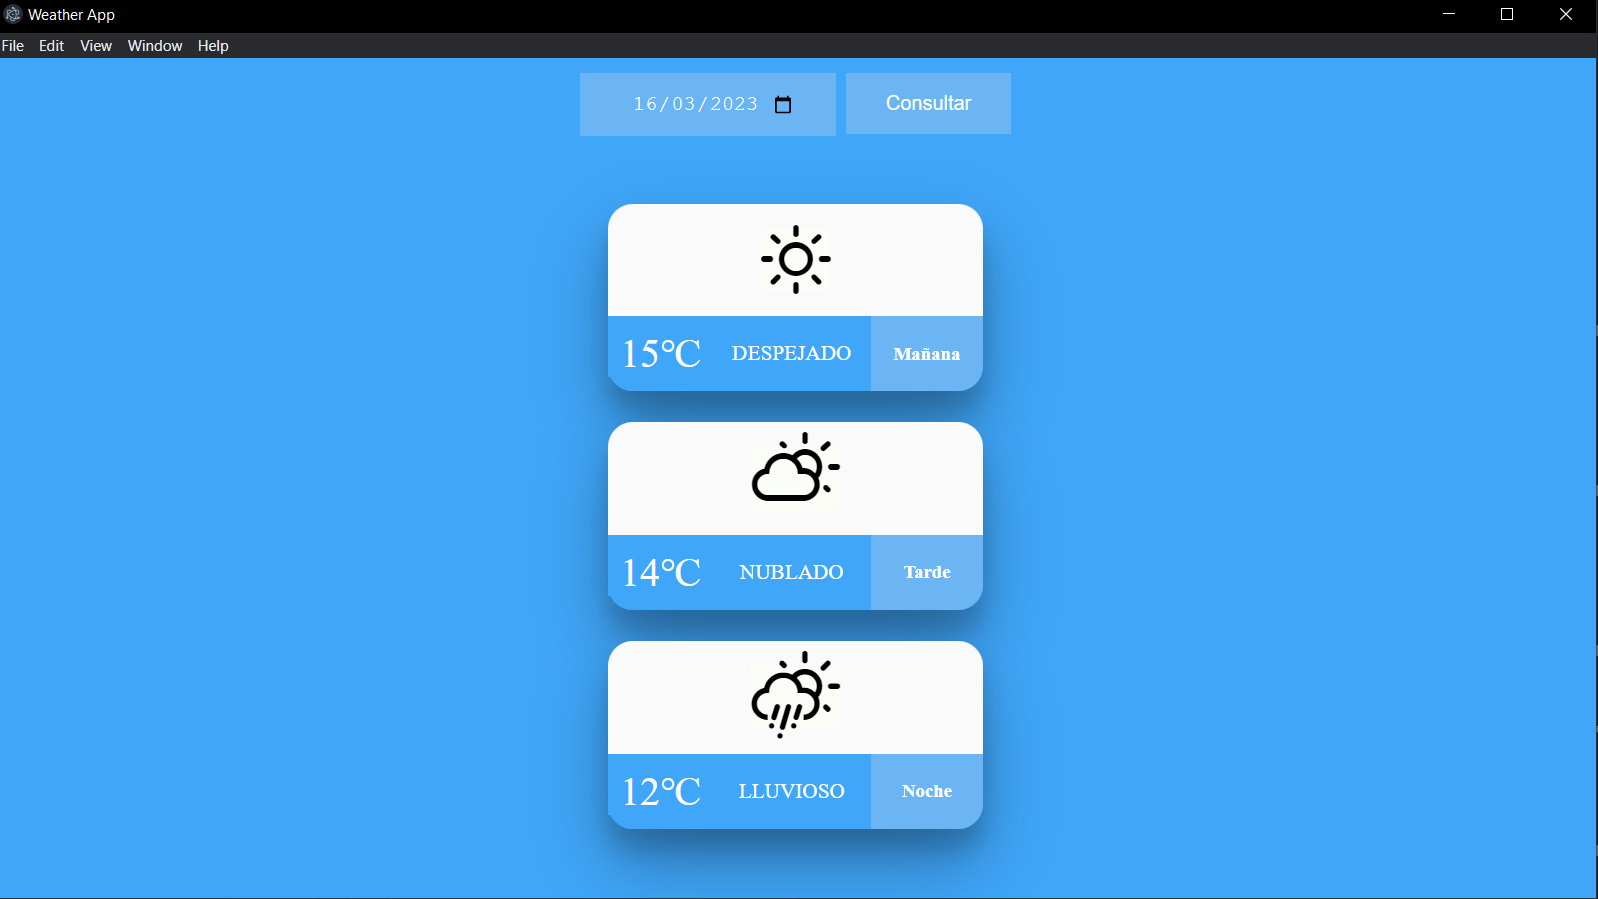 Weather App
File Edit View Window Help
16/03/2023 Consultar
15°C DESPEJADO Mañana
14°C NUBLADO Tarde
12°C LLUVIOSO Noche